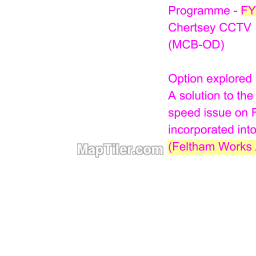 Programme - FY
Chertsey CCTV
(MCB-OD)
Option explored
A solution to the
speed issue on F
incorporated into
MapTiler.com
(Feltham Works